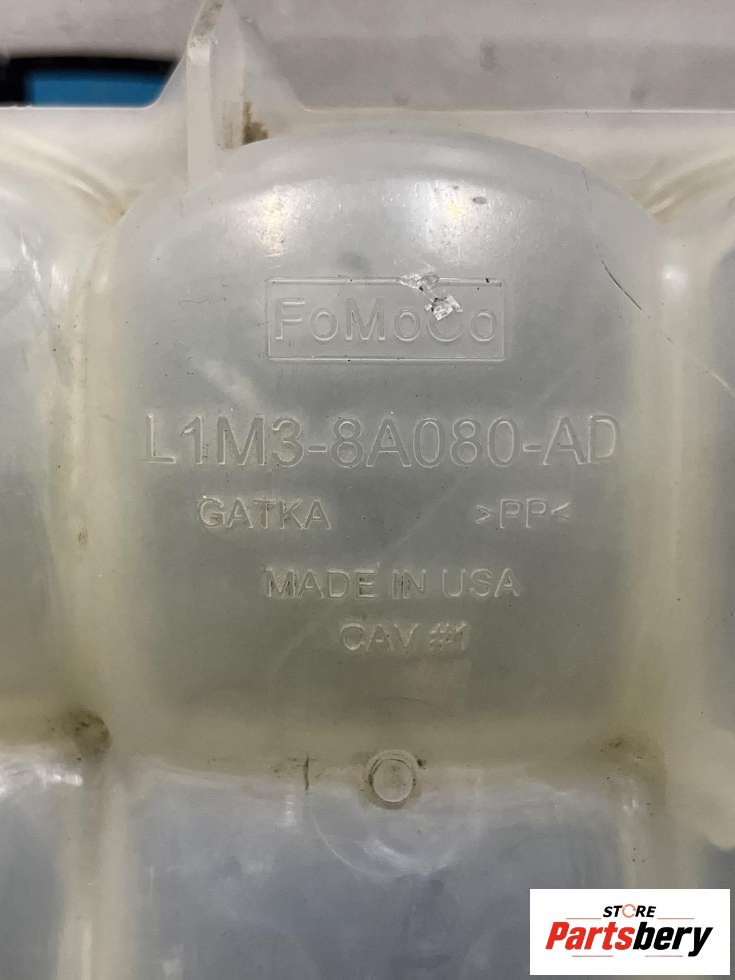 FoMoCo
L1M3-8A080-AD
GATKA >PP<
MADE IN USA
CAV #1
STORE
Partsbery